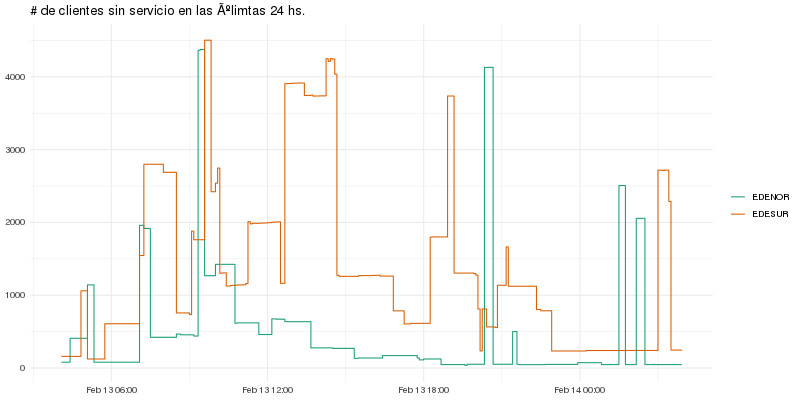 # de clientes sin servicio en las Ãºlimtas 24 hs.
4000
3000
2000
1000
0
Feb 13 06:00
Feb 13 12:00
Feb 13 18:00
Feb 14 00:00
EDENOR
EDESUR